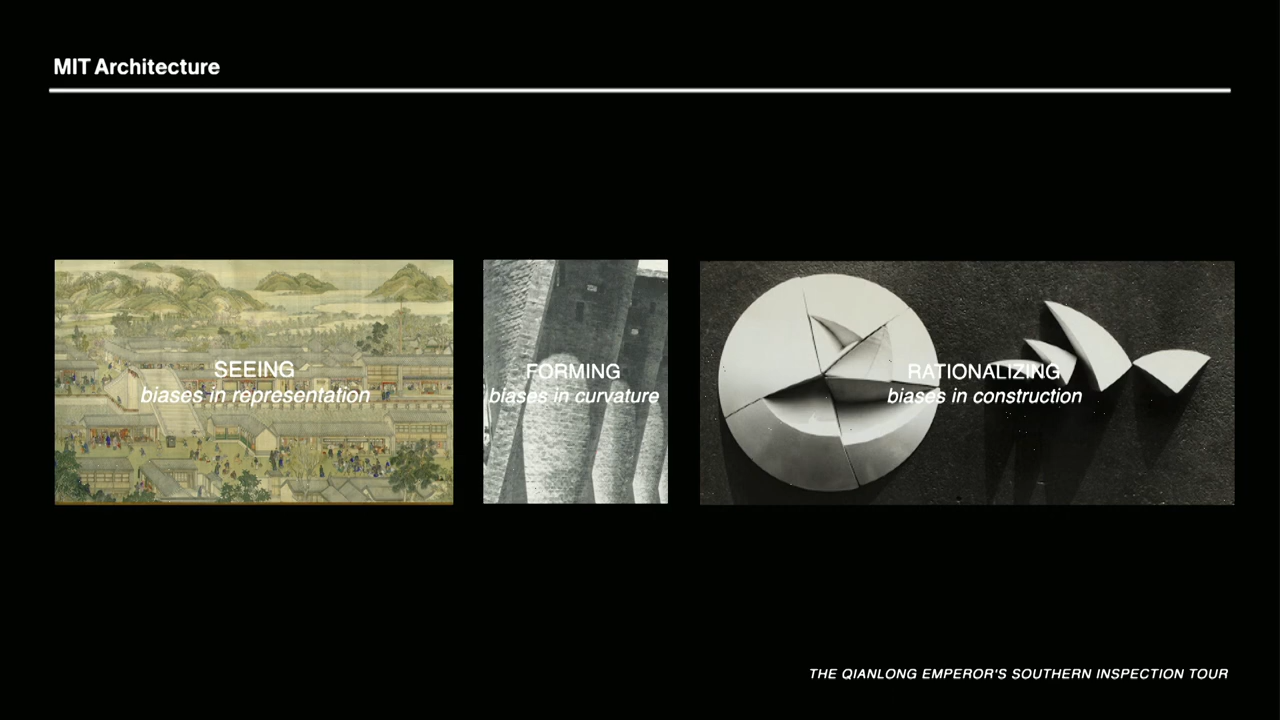 MIT Architecture
SEEING
biases in representation
FORMING
biases in curvature
RATIONALIZING
biases in construction
THE QIANLONG EMPEROR'S SOUTHERN INSPECTION TOUR